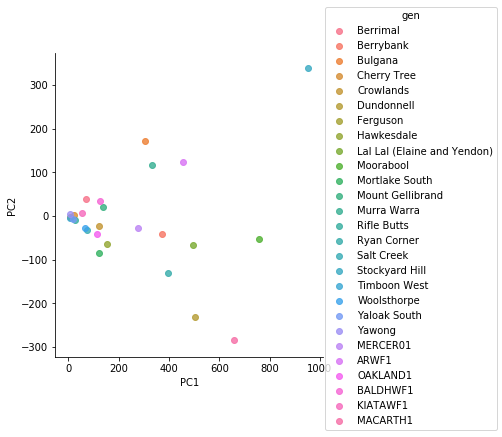 gen
Berrimal
Berrybank
Bulgana
Cherry Tree
Crowlands
Dundonnell
Ferguson
Hawkesdale
Lal Lal (Elaine and Yendon)
Moorabool
Mortlake South
Mount Gellibrand
Murra Warra
Rifle Butts
Ryan Corner
Salt Creek
Stockyard Hill
Timboon West
Woolsthorpe
Yaloak South
Yawong
MERCER01
ARWF1
OAKLAND1
BALDHWF1
KIATAWF1
MACARTH1
300
200
100
0
−100
−200
−300
PC2
0 200 400 600 800 1000
PC1